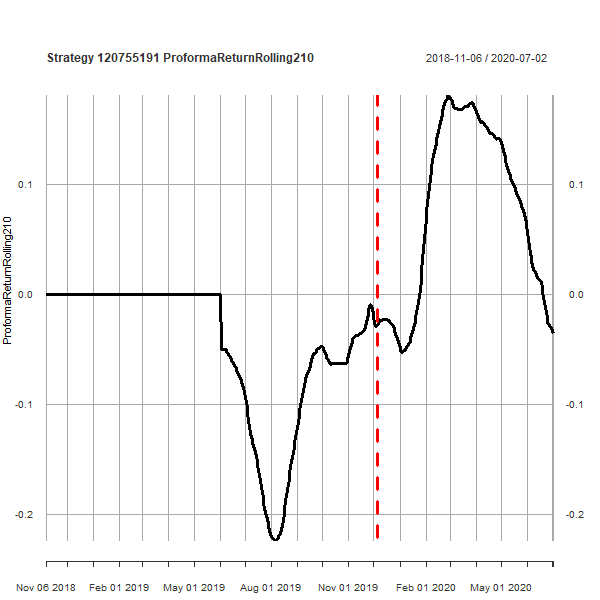 Strategy 120755191 ProformaReturnRolling210
2018-11-06 / 2020-07-02
ProformaReturnRolling210
0.1
0.1
0.0
0.0
-0.1
-0.1
-0.2
-0.2
Nov 06 2018
Feb 01 2019
May 01 2019
Aug 01 2019
Nov 01 2019
Feb 01 2020
May 01 2020